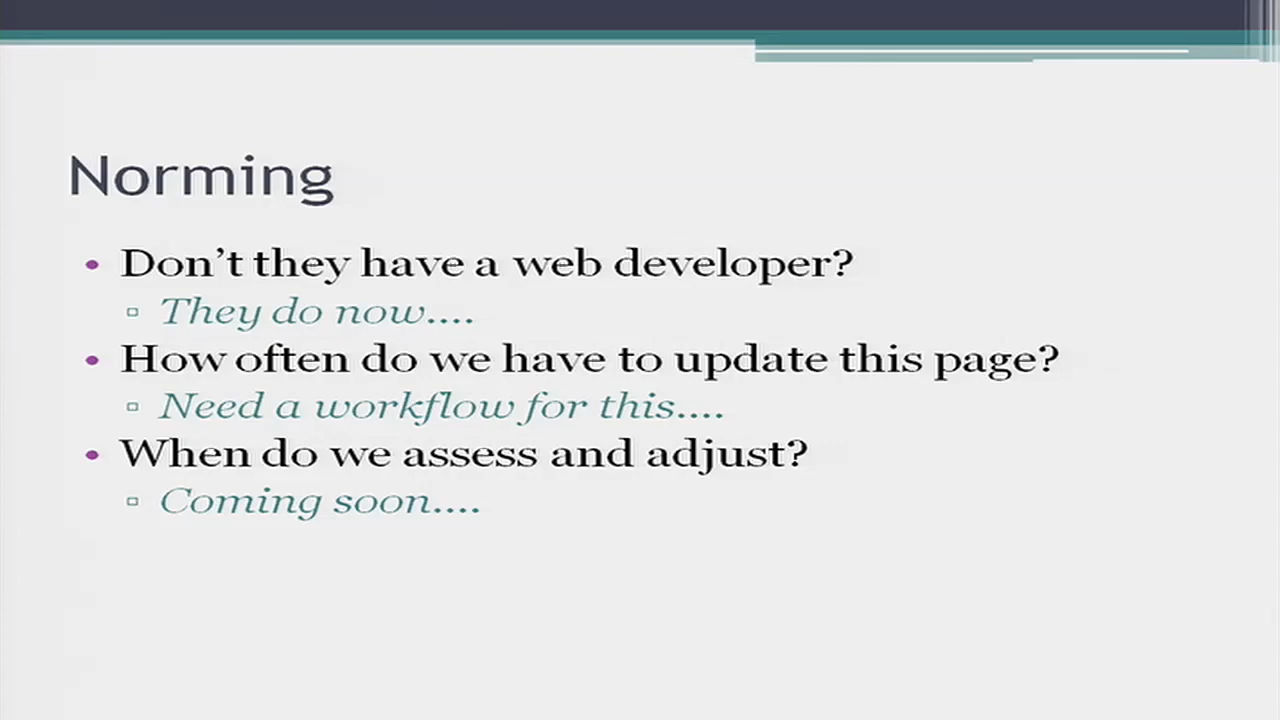 Norming
• Don't they have a web developer?
▫ They do now....
• How often do we have to update this page?
▫ Need a workflow for this....
• When do we assess and adjust?
▫ Coming soon....